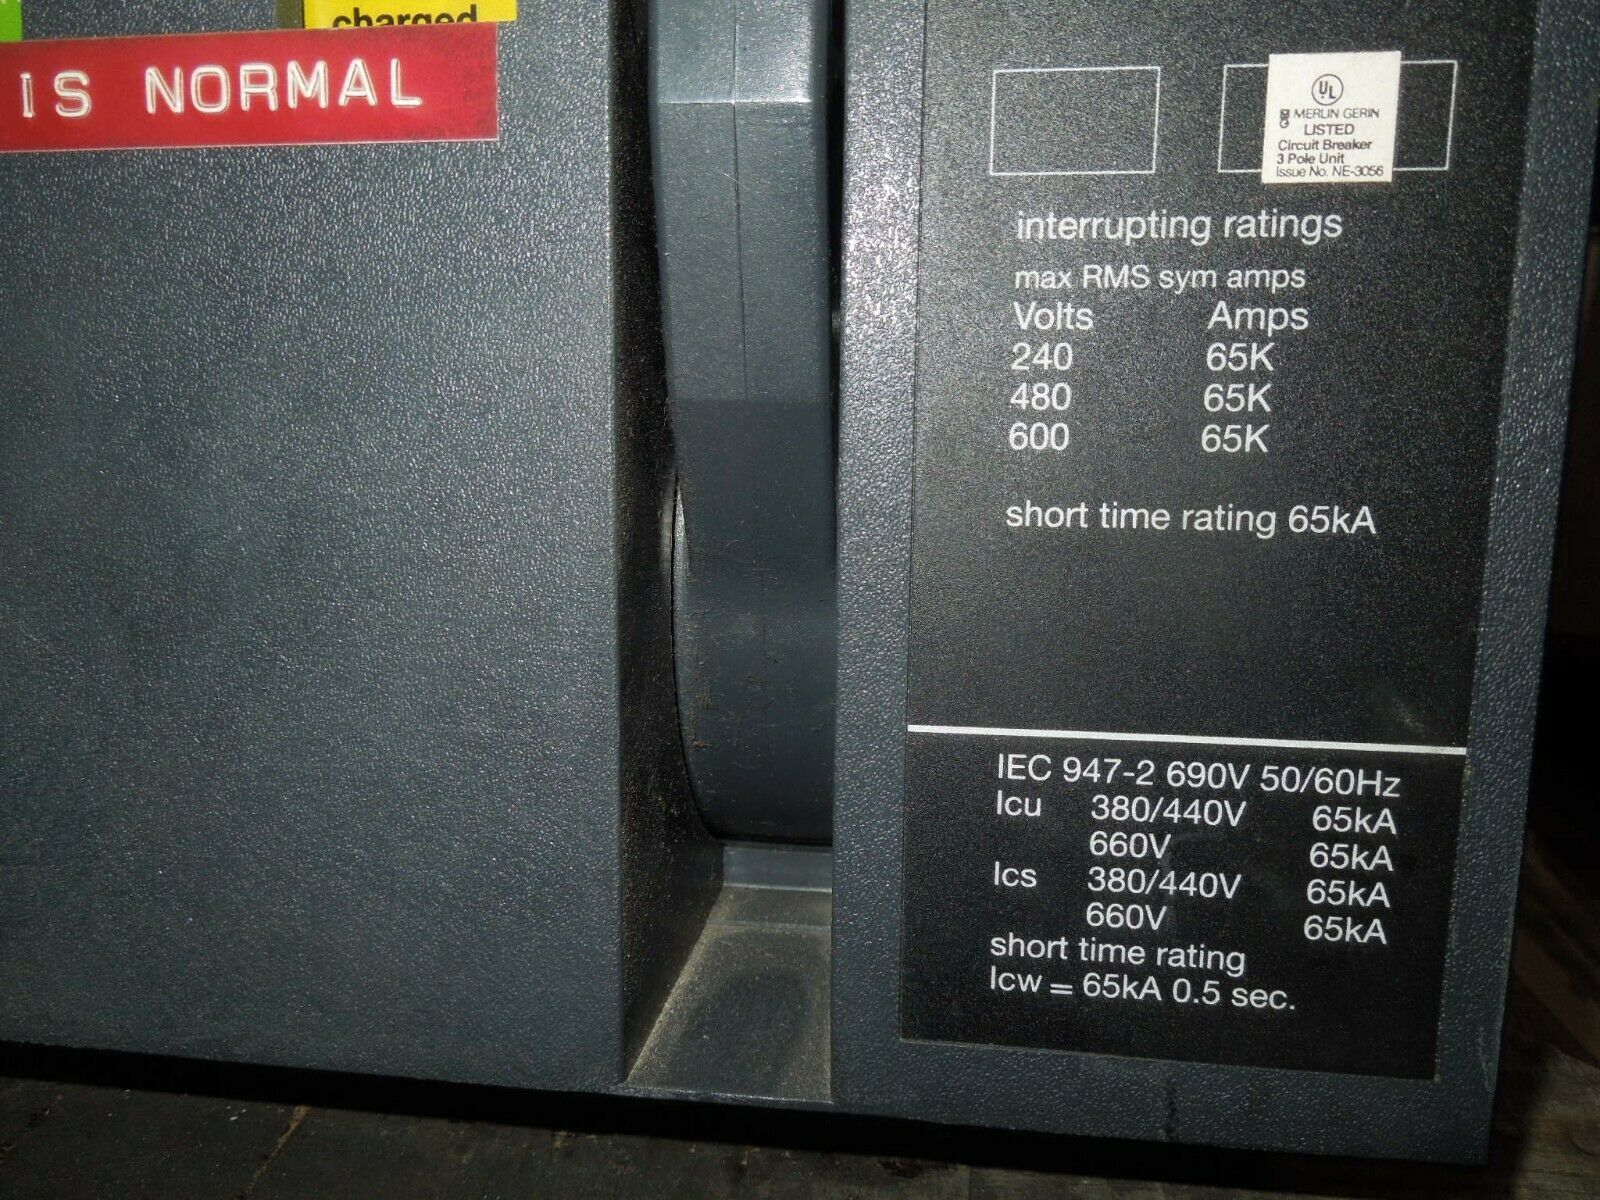 charged
IS NORMAL
UL
MERLIN GERIN
LISTED
Circuit Breaker
3 Pole Unit
Issue No. NE-3056
interrupting ratings
max RMS sym amps
Volts Amps
240 65K
480 65K
600 65K
short time rating 65kA
IEC 947-2 690V 50/60Hz
Icu 380/440V 65kA
660V 65kA
Ics 380/440V 65kA
660V 65kA
short time rating
Icw = 65kA 0.5 sec.